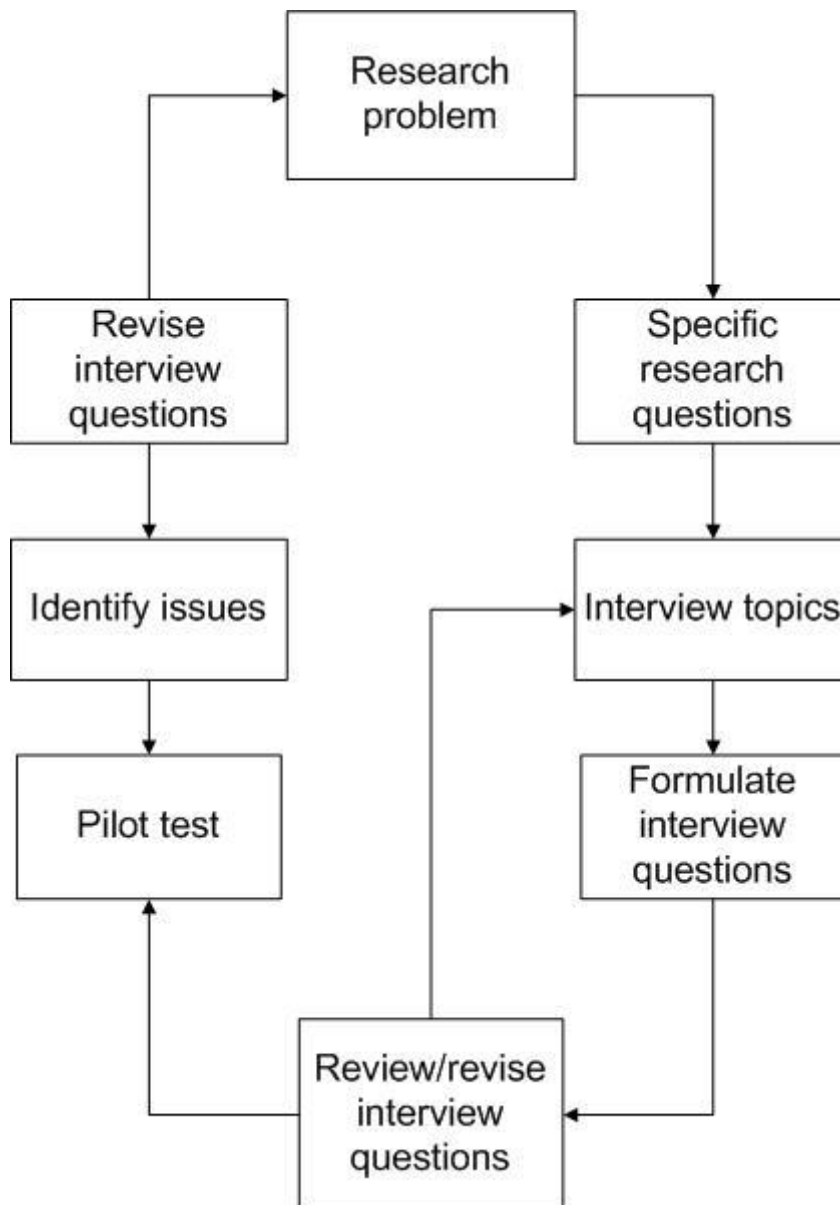 Research
problem
Revise
interview
questions
Specific
research
questions
Identify issues
Interview topics
Pilot test
Formulate
interview
questions
Review/revise
interview
questions